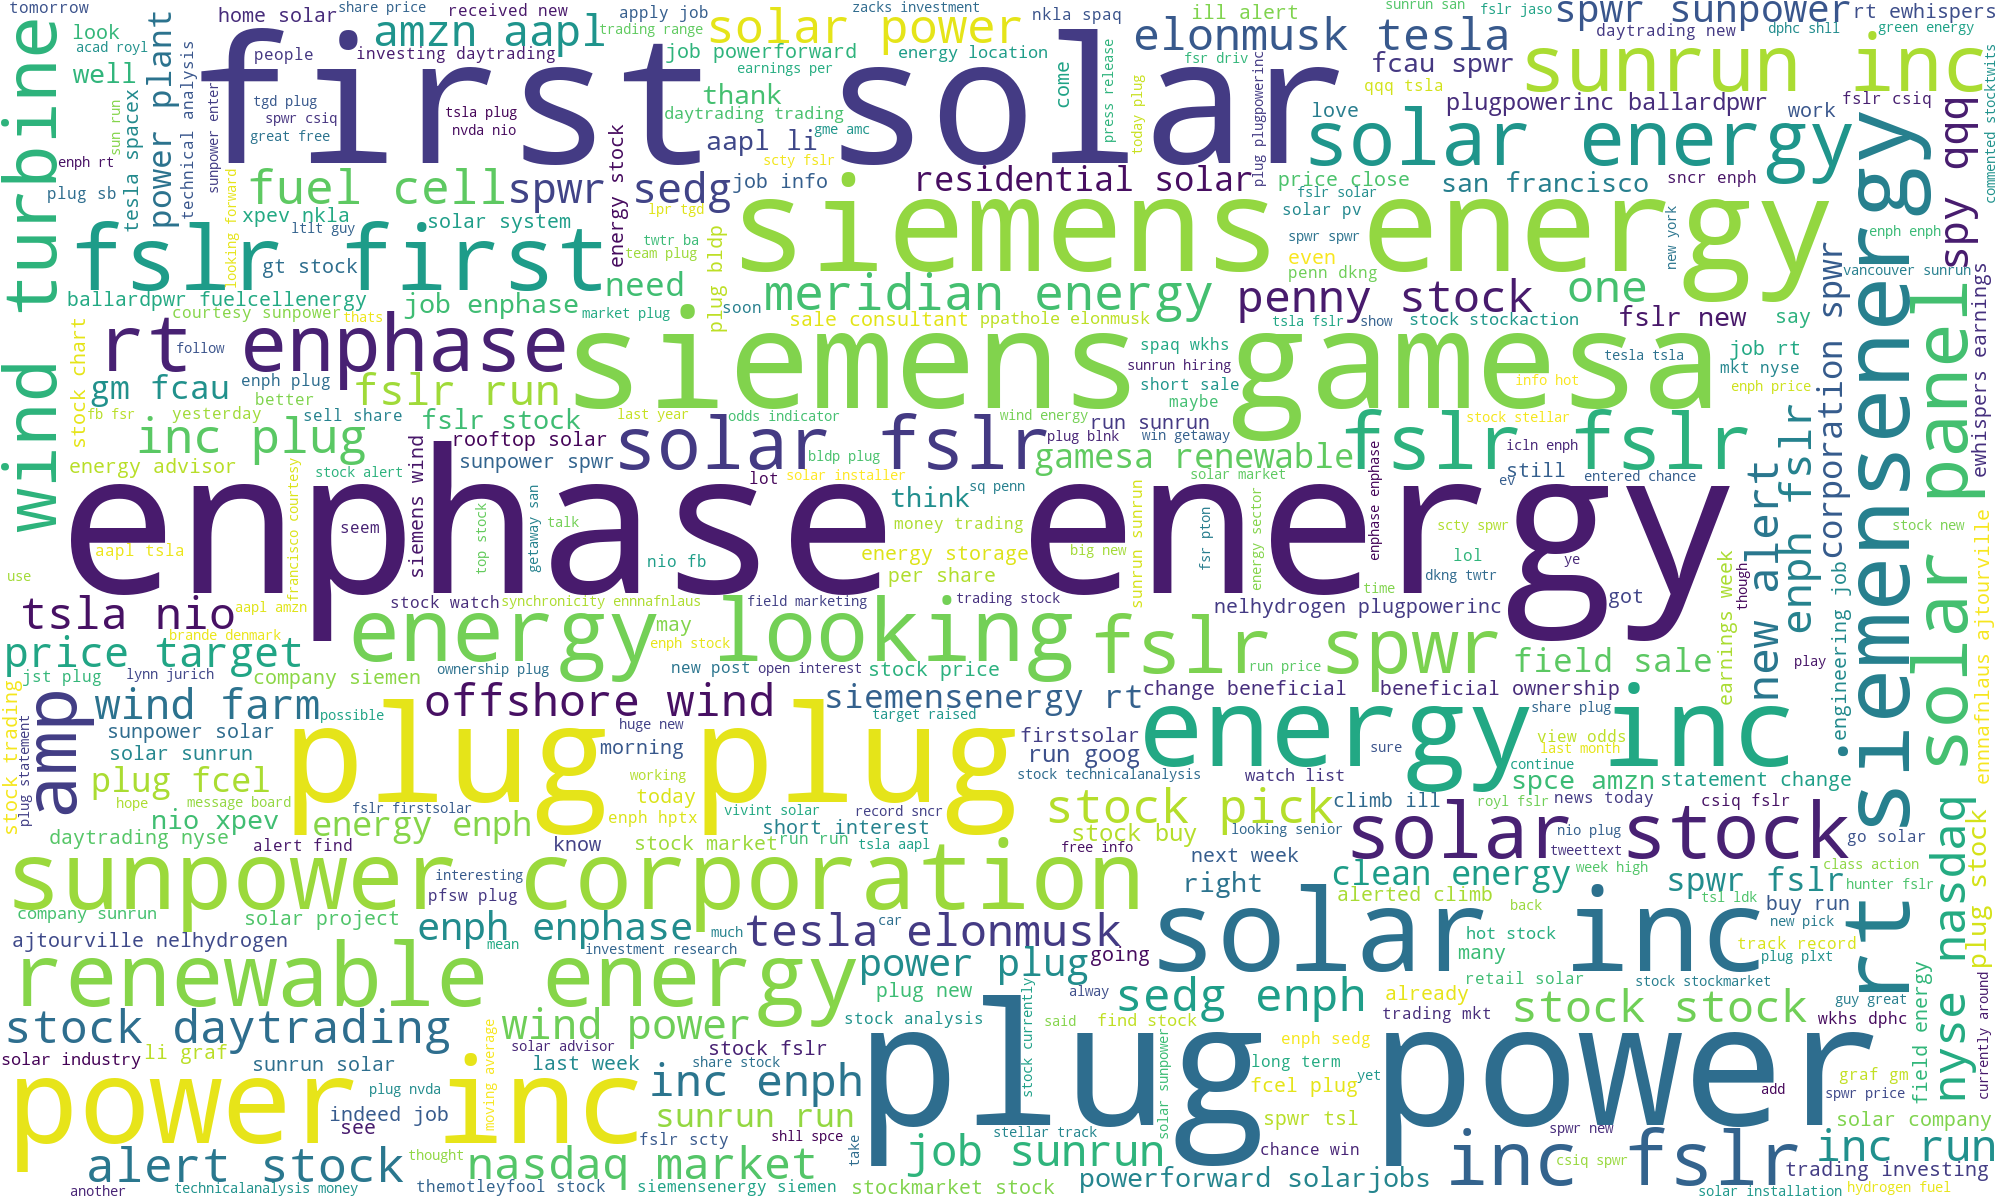 first solar
enphase energy
siemens energy
siemens gamesa
plug power
plug plug
power inc
solar inc
sunpower corporation
renewable energy
energy inc
energy looking
fslr first
rt enphase
solar fslr
fslr fslr
fslr spwr
solar stock
solar energy
sunrun inc
rt siemensenergy
solar panel
wind turbine
inc fslr
elonmusk tesla
tesla elonmusk
solar power
spwr sunpower
amzn aapl
power plant
home solar
share price
received new
apply job
zacks investment
nkla spaq
ill alert
sunrun san
fslr jaso
rt ewhispers
tomorrow
look
acad royl
well
people
investing daytrading
trading range
job powerforward
energy location
earnings per
come
press release
fsr driv
daytrading new
dphc shll
green energy
fcau spwr
qqq tsla
plugpowerinc ballardpwr
work
fslr csiq
love
tgd plug
spwr csiq
great free
tsla plug
nvda nio
thank
daytrading trading
aapl li
gme amc
today plug
plug plugpowerinc
sun run
tesla spacex
technical analysis
sunpower enter
enph rt
plug sb
fuel cell
spwr sedg
job info
scty fslr
residential solar
price close
fslr solar
solar pv
san francisco
sncr enph
spy qqq
commented stocktwits
xpev nkla
ltlt guy
solar system
energy stock
lpr tgd
twtr ba
team plug
plug bldp
looking forward
gt stock
spwr spwr
even
penn dkng
new york
enph enph
vancouver sunrun
ballardpwr fuelcellenergy
courtesy sunpower
thats
job enphase
need
market plug
soon
meridian energy
sale consultant
ppathole elonmusk
penny stock
one
tsla fslr
show
stock stockaction
fslr new
say
ewhispers earnings
corporation spwr
follow
stock chart
gm fcau
enph plug
better
fslr run
spaq wkhs
sunrun hiring
short sale
maybe
tesla tsla
job rt
mkt nyse
enph price
info hot
fb fsr
yesterday
sell share
fslr stock
last year
odds indicator
wind energy
run sunrun
stock stellar
inc plug
rooftop solar
sunpower spwr
plug blnk
win getaway
gamesa renewable
icln enph
still
ev
entered chance
energy advisor
stock alert
siemens wind
bldp plug
lot
solar installer
think
sq penn
solar market
enphase enphase
enph fslr
new alert
seem
francisco courtesy
aapl tsla
top stock
getaway san
talk
money trading
energy storage
big new
sunrun sunrun
fsr pton
energy sector
scty spwr
lol
stock new
nio fb
per share
dkng twtr
ye
time
use
aapl amzn
tsla nio
stock watch
synchronicity ennnafnlaus
field marketing
trading stock
nelhydrogen plugpowerinc
got
earnings week
though
ennafnlaus ajtourville
brande denmark
may
enph stock
price target
jst plug
lynn jurich
company siemen
ownership plug
new post
open interest
stock price
run price
field sale
play
engineering job
stock trading
plug statement
amp
wind farm
possible
offshore wind
siemensenergy rt
change beneficial
beneficial ownership
share plug
huge new
target raised
sunpower solar
solar sunrun
morning
firstsolar
run goog
sure
view odds
last month
continue
plug fcel
hope
message board
working
today
stock technicalanalysis
watch list
spce amzn
statement change
nio xpev
fslr firstsolar
energy enph
enph hptx
vivint solar
record sncr
short interest
stock pick
climb ill
royl fslr
news today
csiq fslr
daytrading nyse
alert find
know
stock market
run run
tsla aapl
free info
stock buy
looking senior
nio plug
tweettext
go solar
plug stock
nyse nasdaq
interesting
pfsw plug
next week
right
clean energy
week high
spwr fslr
class action
hunter fslr
company sunrun
solar project
enph enphase
car
much
alerted climb
back
buy run
tsl ldk
new pick
ajtourville nelhydrogen
mean
investment research
power plug
going
hot stock
many
track record
plug plxt
plug new
alway
sedg enph
already
retail solar
stock stockmarket
trading mkt
stock stock
guy great
wkhs dphc
field energy
currently around
stock daytrading
wind power
stock analysis
said
find stock
stock currently
solar industry
li graf
sunrun solar
moving average
solar advisor
last week
stock fslr
share stock
enph sedg
long term
yet
fcel plug
add
graf gm
spwr price
plug nvda
inc enph
indeed job
see
sunrun run
solar sunpower
spwr tsl
solar company
alert stock
thought
nasdaq market
fslr scty
shll spce
take
stellar track
job sunrun
chance win
spwr new
csiq spwr
inc run
trading investing
another
technicalanalysis money
themotleyfool stock
siemensenergy siemen
stockmarket stock
powerforward solarjobs
solar installation
hydrogen fuel